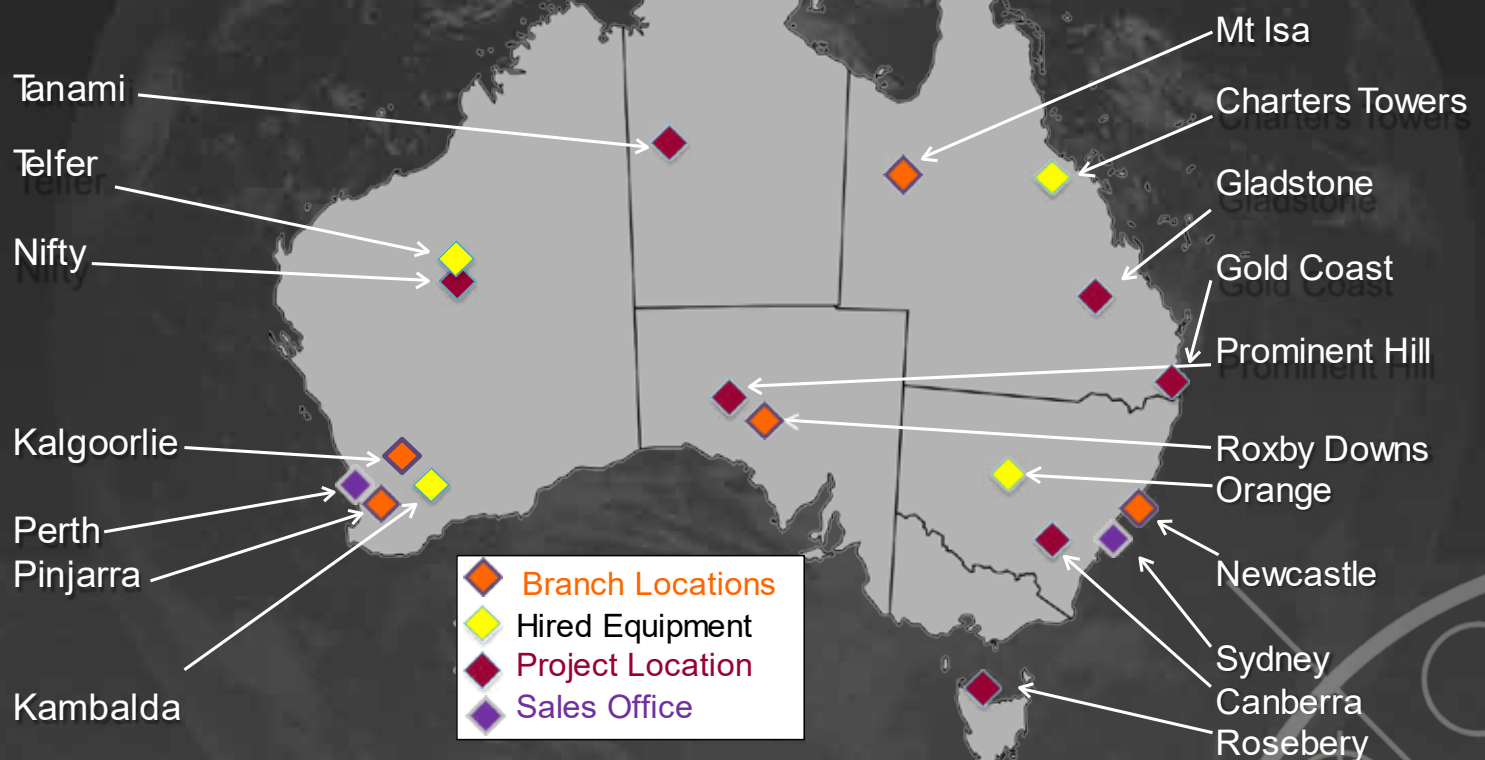 Tanami
Telfer
Nifty
Kalgoorlie
Perth
Pinjarra
Kambalda
Mt Isa
Charters Towers
Gladstone
Gold Coast
Prominent Hill
Roxby Downs
Orange
Newcastle
Sydney
Canberra
Rosebery
Branch Locations
Hired Equipment
Project Location
Sales Office